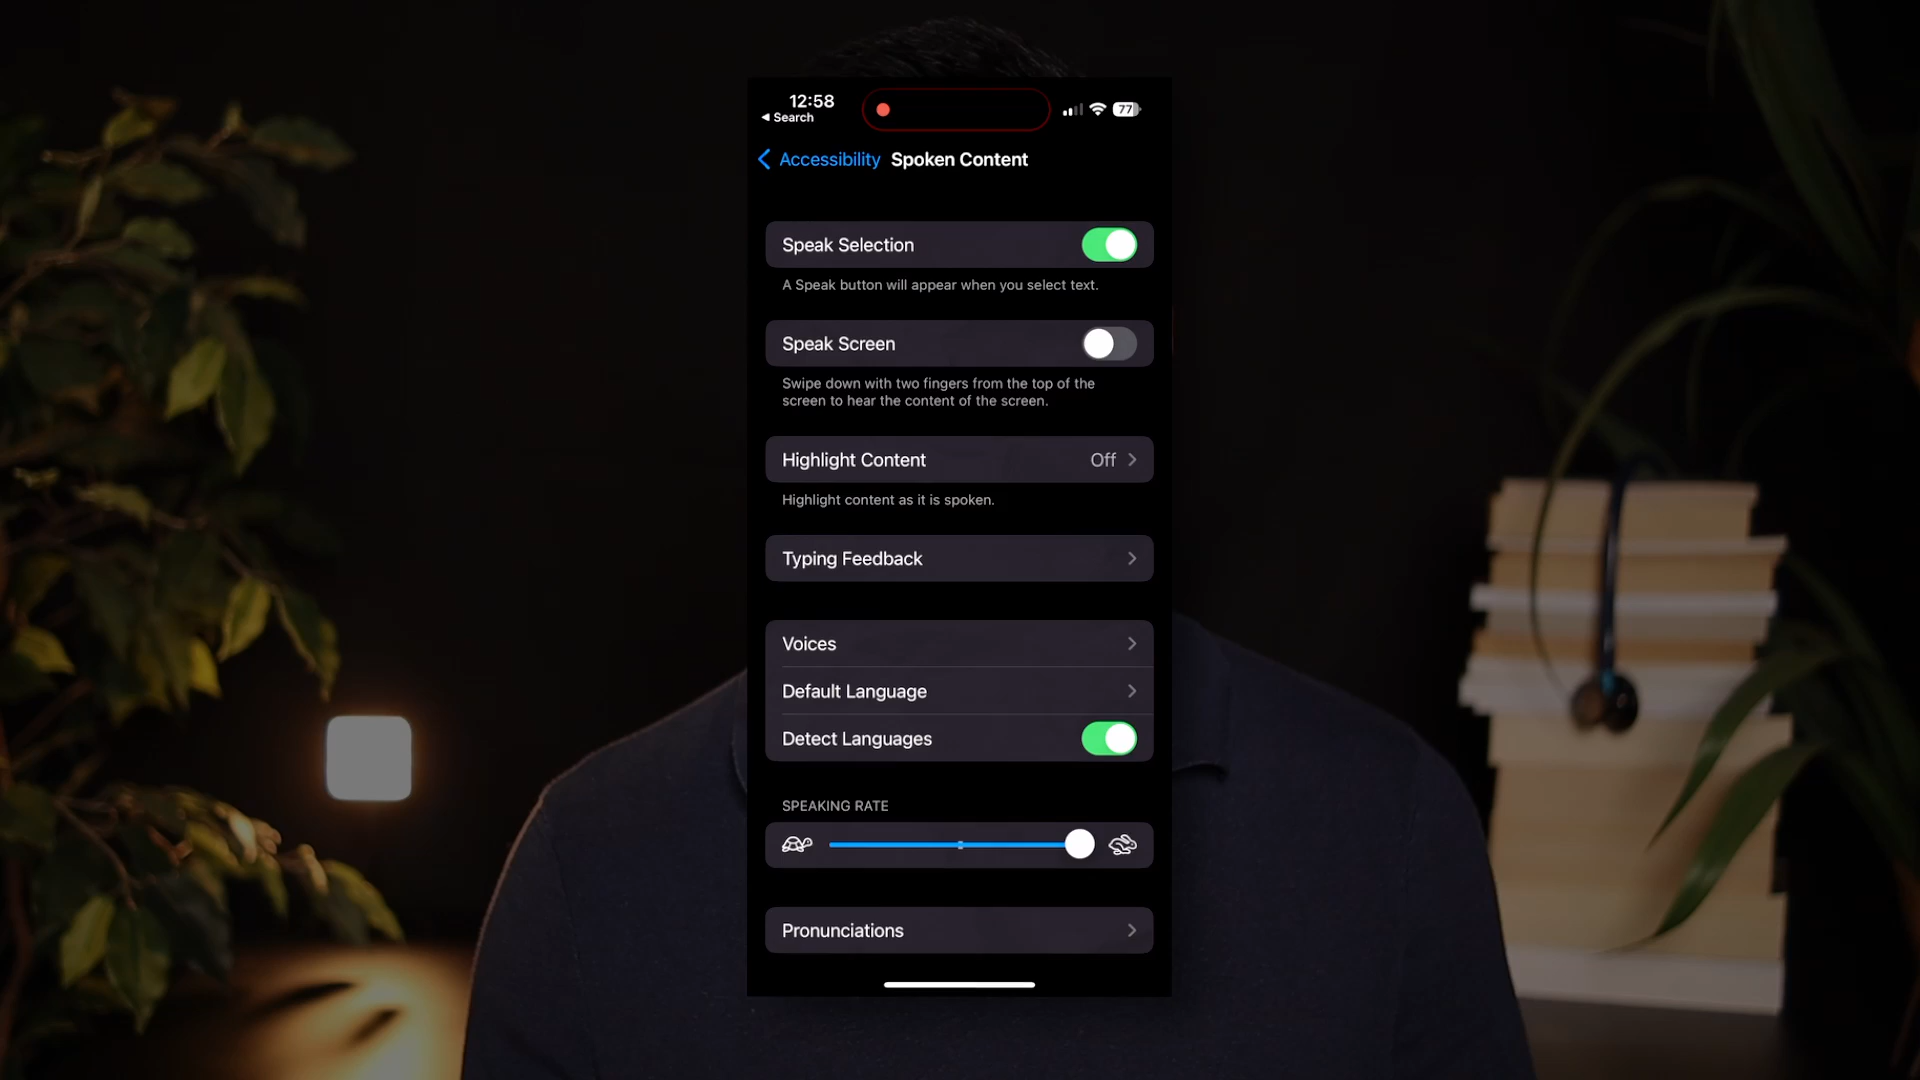 12:58
77
Search
Accessibility Spoken Content
Speak Selection
A Speak button will appear when you select text.
Speak Screen
Swipe down with two fingers from the top of the
screen to hear the content of the screen.
Highlight Content Off
Highlight content as it is spoken.
Typing Feedback
Voices
Default Language
Detect Languages
SPEAKING RATE
Pronunciations